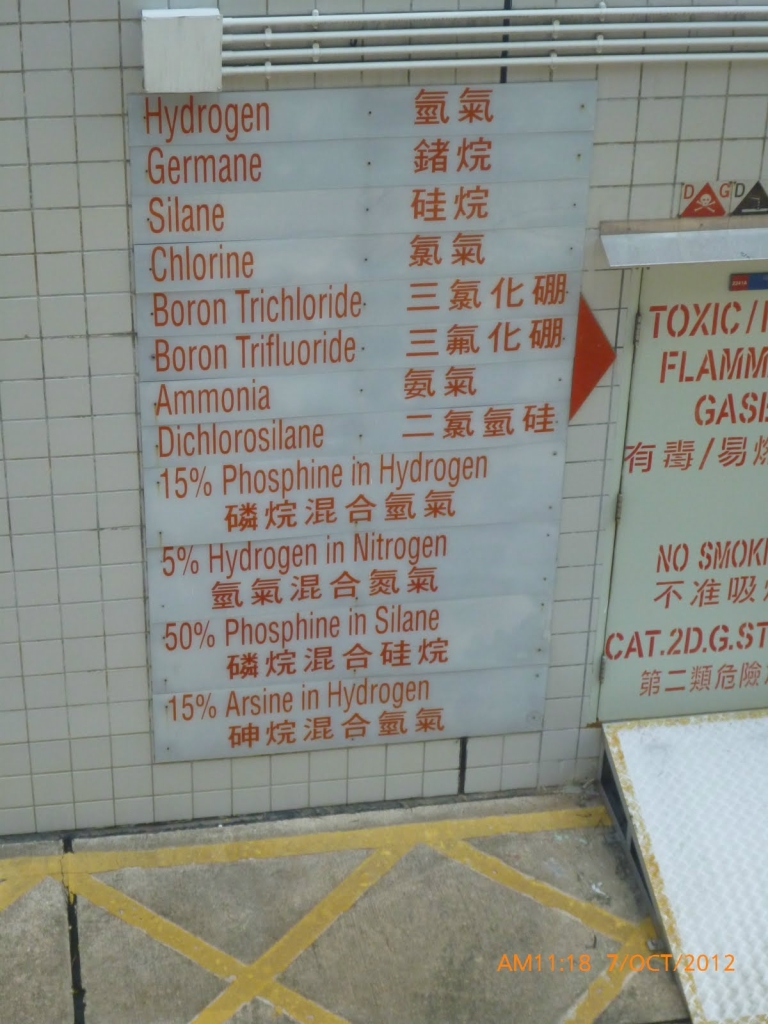 Hydrogen 氫氣
Germane 鍺烷
Silane 硅烷
Chlorine 氯氣
Boron Trichloride 三氯化硼
Boron Trifluoride 三氟化硼
Ammonia 氨氣
Dichlorosilane 二氯氫硅
15% Phosphine in Hydrogen
磷烷混合氫氣
5% Hydrogen in Nitrogen
氫氣混合氮氣
50% Phosphine in Silane
磷烷混合硅烷
15% Arsine in Hydrogen
砷烷混合氫氣
D G D
TOXIC/
FLAMM
GASE
有毒/易燃
NO SMOKI
不准吸
CAT.2D.G.ST
第二類危險
AM11:18 7/OCT/2012